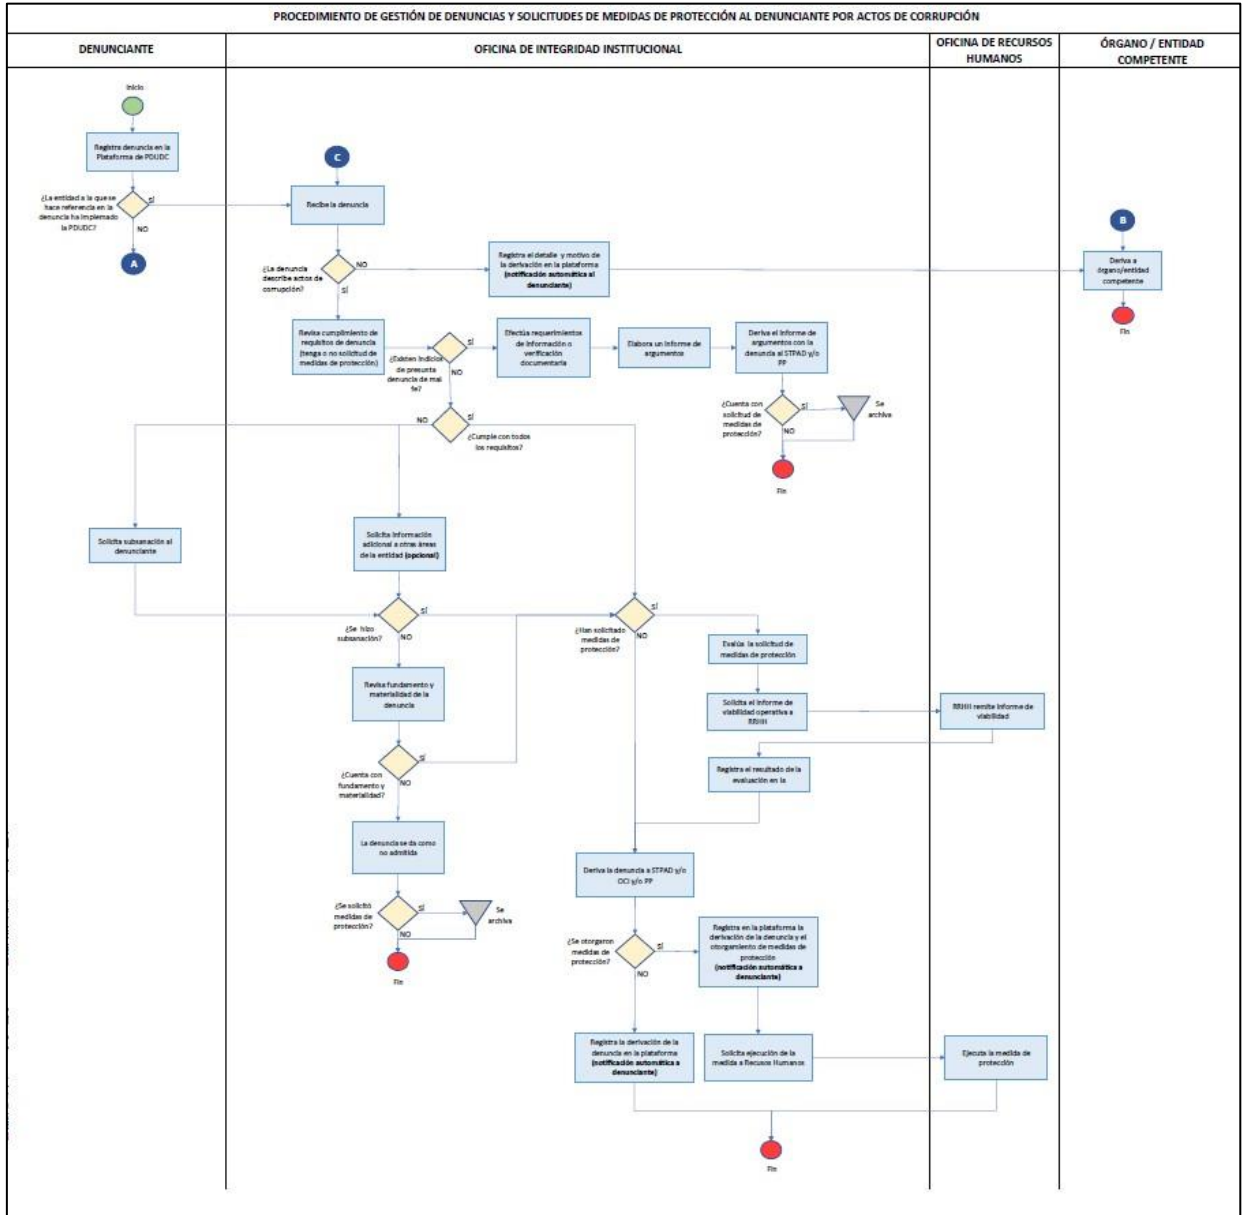 PROCEDIMIENTO DE GESTIÓN DE DENUNCIAS Y SOLICITUDES DE MEDIDAS DE PROTECCIÓN AL DENUNCIANTE POR ACTOS DE CORRUPCIÓN
DENUNCIANTE
OFICINA DE INTEGRIDAD INSTITUCIONAL
OFICINA DE RECURSOS
HUMANOS
ÓRGANO / ENTIDAD
COMPETENTE
Inicio
Registra denuncia en la
Plataforma de PDUDC
¿La entidad a la que se
hace referencia en la
denuncia ha implemado
la PDUDC?
SÍ
NO
A
C
Recibe la denuncia
¿La denuncia
describe actos de
corrupción?
NO
SÍ
Registra el detalle y motivo de
la derivación en la plataforma
(notificación automática al
denunciante)
B
Deriva a
órgano/entidad
competente
Fin
Revisa cumplimiento de
requisitos de denuncia
(tenga o no solicitud de
medidas de protección)
¿Existen indicios
de presunta
denuncia de mal
fe?
SÍ
NO
Efectúa requerimientos
de información o
verificación
documentaria
Elabora un informe de
argumentos
Deriva el informe de
argumentos con la
denuncia al STPAD y/o
PP
¿Cuenta con
solicitud de
medidas de
protección?
SÍ
NO
Se
archiva
Fin
NO
SÍ
¿Cumple con todos
los requisitos?
Solicita subsanación al
denunciante
Solicita información
adicional a otras áreas
de la entidad (opcional)
¿Se hizo
subsanación?
SÍ
NO
¿Han solicitado
medidas de
protección?
SÍ
NO
Evalúa la solicitud de
medidas de protección
Revisa fundamento y
materialidad de la
denuncia
Solicita el informe de
viabilidad operativa a
RRHH
RRHH remite informe de
viabilidad
¿Cuenta con
fundamento y
materialidad?
SÍ
NO
Registra el resultado de la
evaluación en la
La denuncia se da como
no admitida
Deriva la denuncia a STPAD y/o
OCI y/o PP
¿Se solicitó
medidas de
protección?
SÍ
NO
Se
archiva
Fin
¿Se otorgaron
medidas de
protección?
SÍ
NO
Registra en la plataforma la
derivación de la denuncia y el
otorgamiento de medidas de
protección
(notificación automática a
denunciante)
Registra la derivación de la
denuncia en la plataforma
(notificación automática a
denunciante)
Solicita ejecución de la
medida a Recusos Humanos
Ejecuta la medida de
protección
Fin